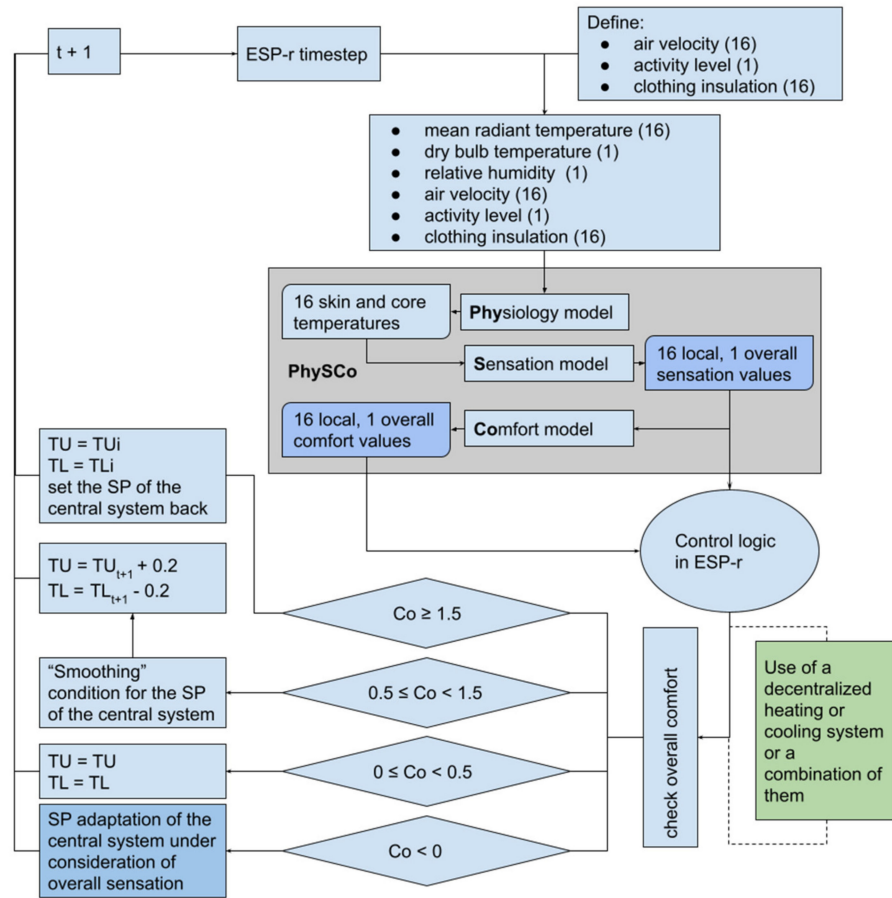 t + 1
ESP-r timestep
Define:
● air velocity (16)
● activity level (1)
● clothing insulation (16)
● mean radiant temperature (16)
● dry bulb temperature (1)
● relative humidity (1)
● air velocity (16)
● activity level (1)
● clothing insulation (16)
16 skin and core
temperatures
Physiology model
PhySCo
Sensation model
16 local, 1 overall
sensation values
16 local, 1 overall
comfort values
Comfort model
TU = TUi
TL = TLi
set the SP of the
central system back
Control logic
in ESP-r
TU = TU_{t+1} + 0.2
TL = TL_{t+1} - 0.2
Co ≥ 1.5
"Smoothing"
condition for the SP
of the central system
0.5 ≤ Co < 1.5
check overall comfort
Use of a
decentralized
heating or
cooling system
or a
combination of
them
TU = TU
TL = TL
0 ≤ Co < 0.5
SP adaptation of the
central system under
consideration of
overall sensation
Co < 0